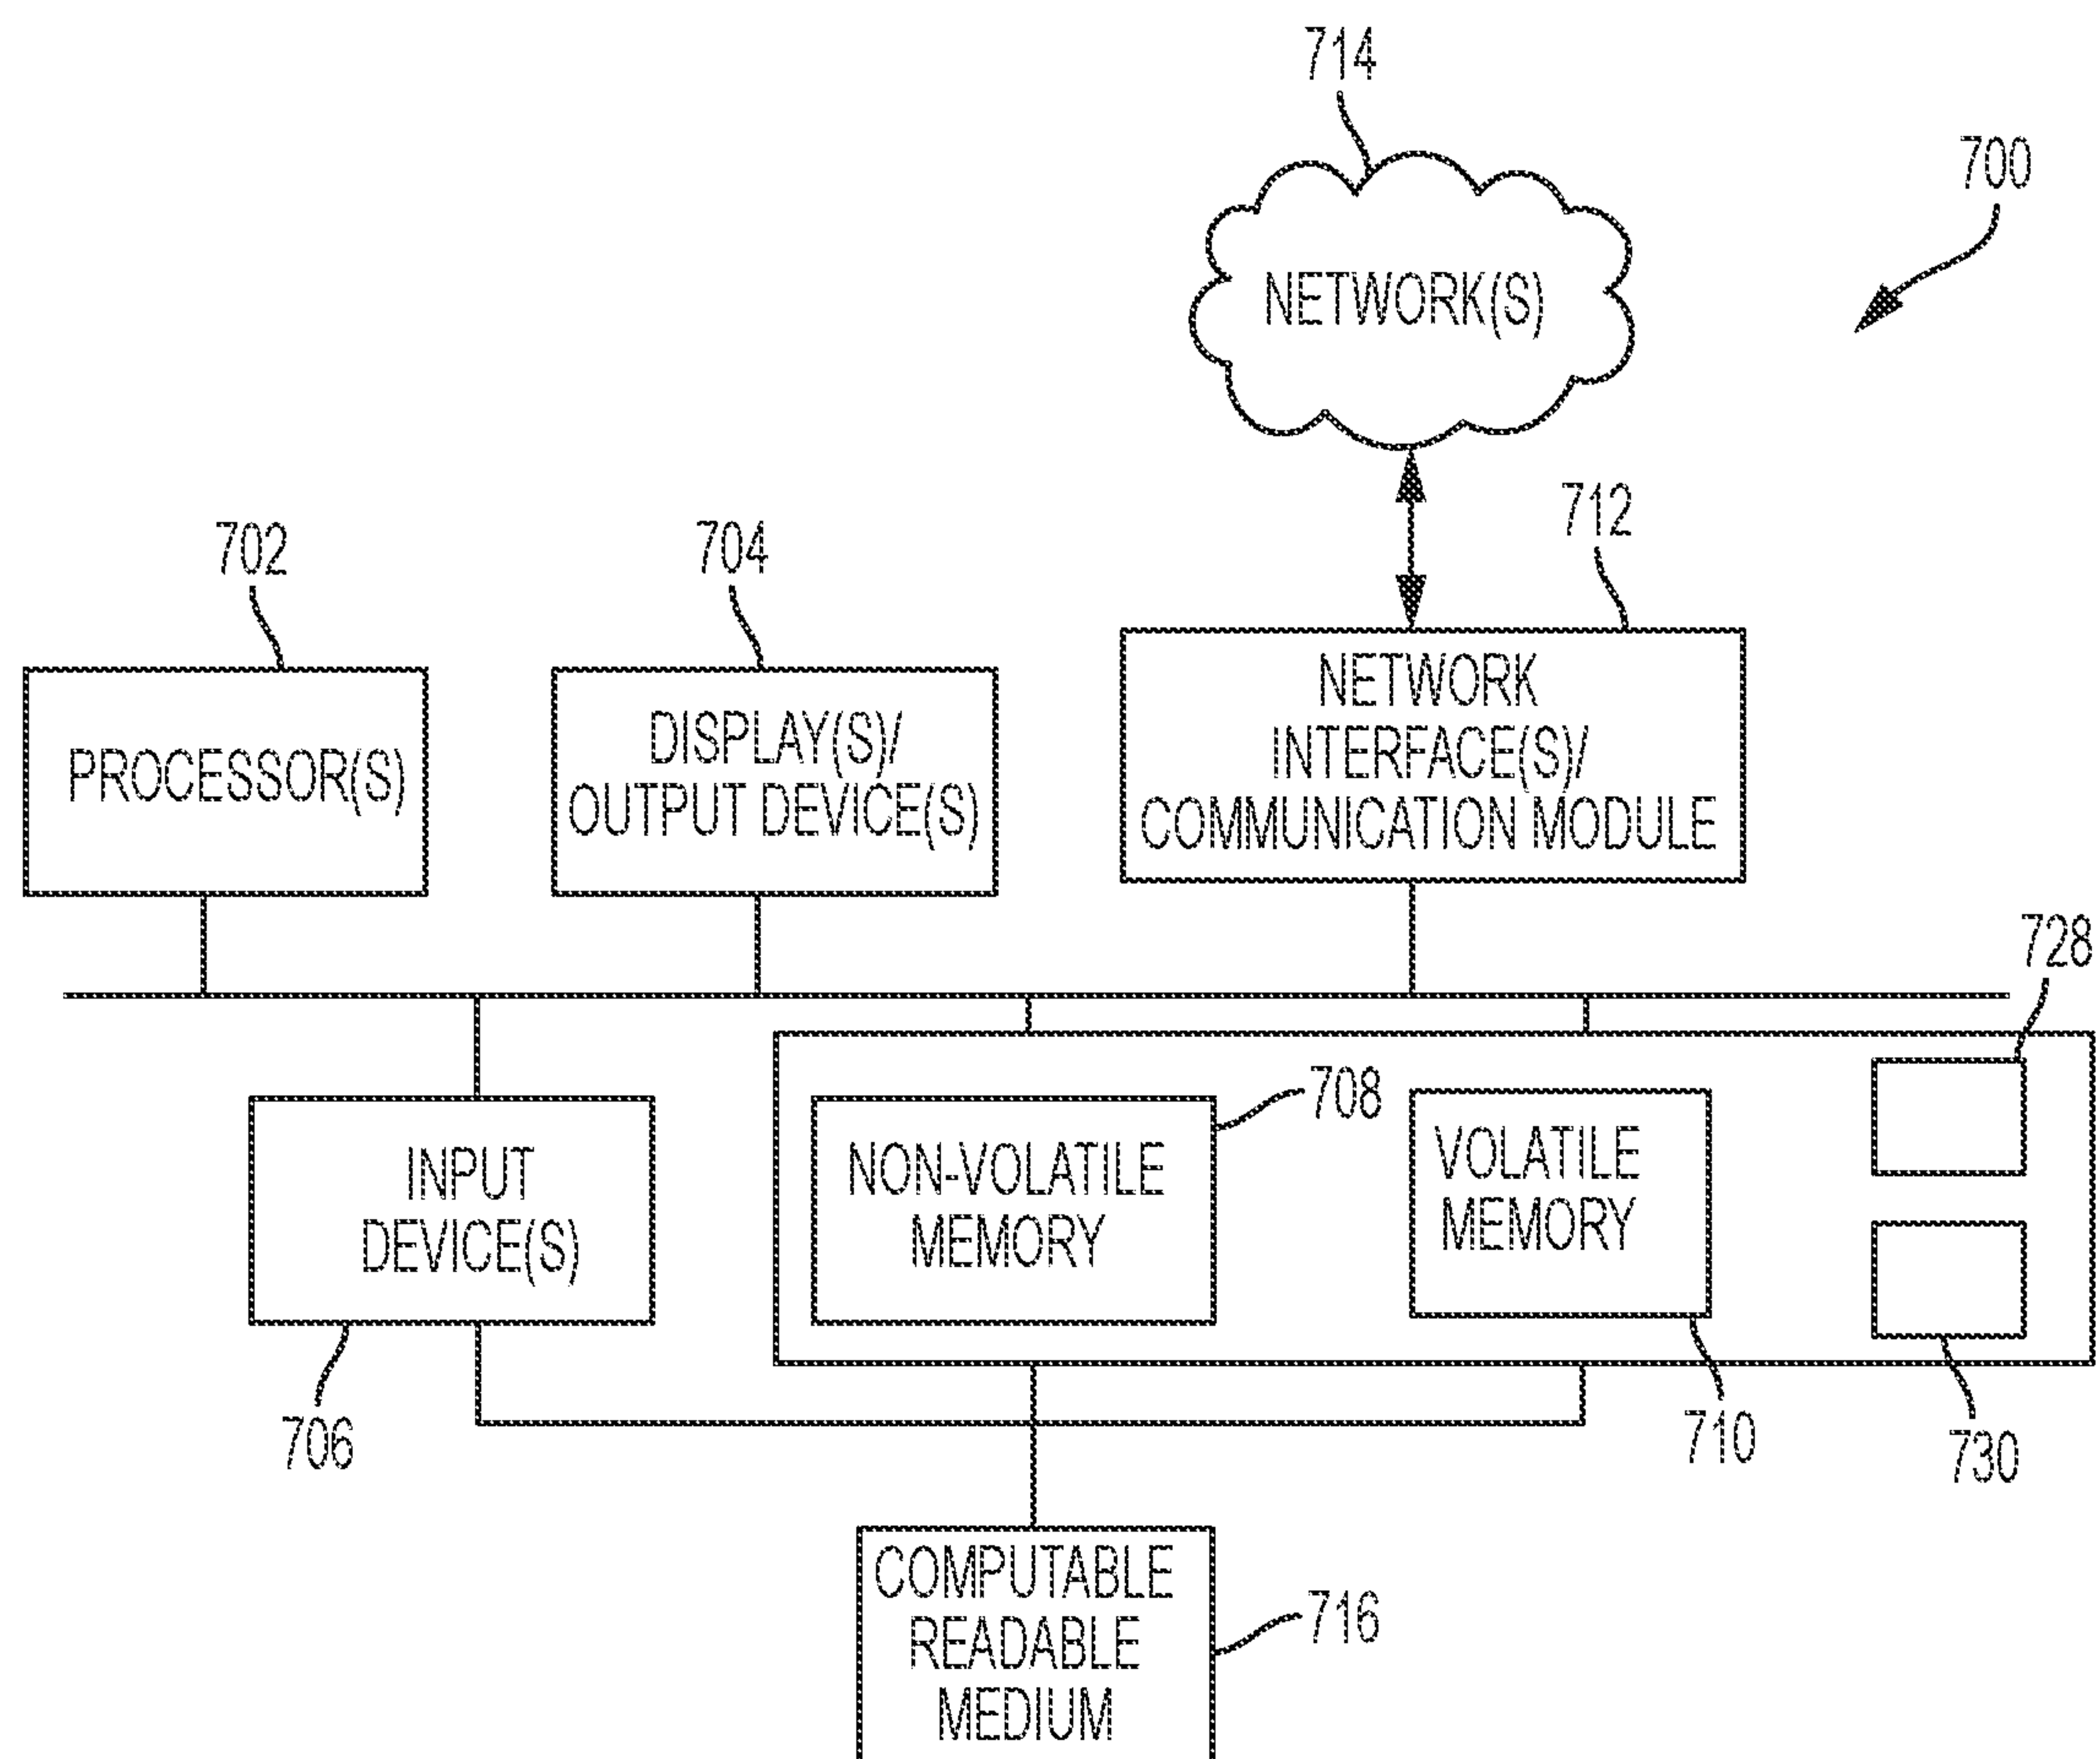 714
700
NETWORK(S)
712
702
704
NETWORK
INTERFACE(S)/
COMMUNICATION MODULE
PROCESSOR(S)
DISPLAY(S)/
OUTPUT DEVICE(S)
728
708
NON-VOLATILE
MEMORY
VOLATILE
MEMORY
INPUT
DEVICE(S)
706
710
730
COMPUTABLE
READABLE
MEDIUM
716